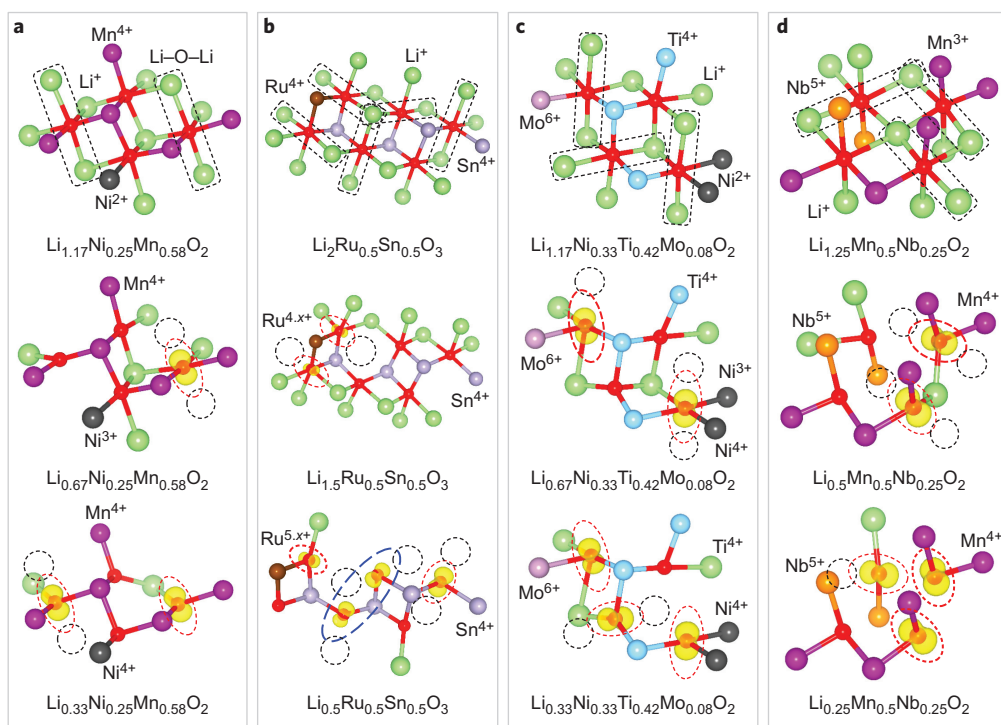 a
Mn4+
Li–O–Li
Li+
Ni2+
Li1.17Ni0.25Mn0.58O2
Mn4+
Ni3+
Li0.67Ni0.25Mn0.58O2
Mn4+
Ni4+
Li0.33Ni0.25Mn0.58O2
b
Li+
Ru4+
Sn4+
Li2Ru0.5Sn0.5O3
Ru4.x+
Sn4+
Li1.5Ru0.5Sn0.5O3
Ru5.x+
Sn4+
Li0.5Ru0.5Sn0.5O3
c
Ti4+
Li+
Mo6+
Ni2+
Li1.17Ni0.33Ti0.42Mo0.08O2
Ti4+
Mo6+
Ni3+
Ni4+
Li0.67Ni0.33Ti0.42Mo0.08O2
Ti4+
Mo6+
Ni4+
Li0.33Ni0.33Ti0.42Mo0.08O2
d
Mn3+
Nb5+
Li+
Li1.25Mn0.5Nb0.25O2
Mn4+
Nb5+
Li0.5Mn0.5Nb0.25O2
Mn4+
Nb5+
Li0.25Mn0.5Nb0.25O2